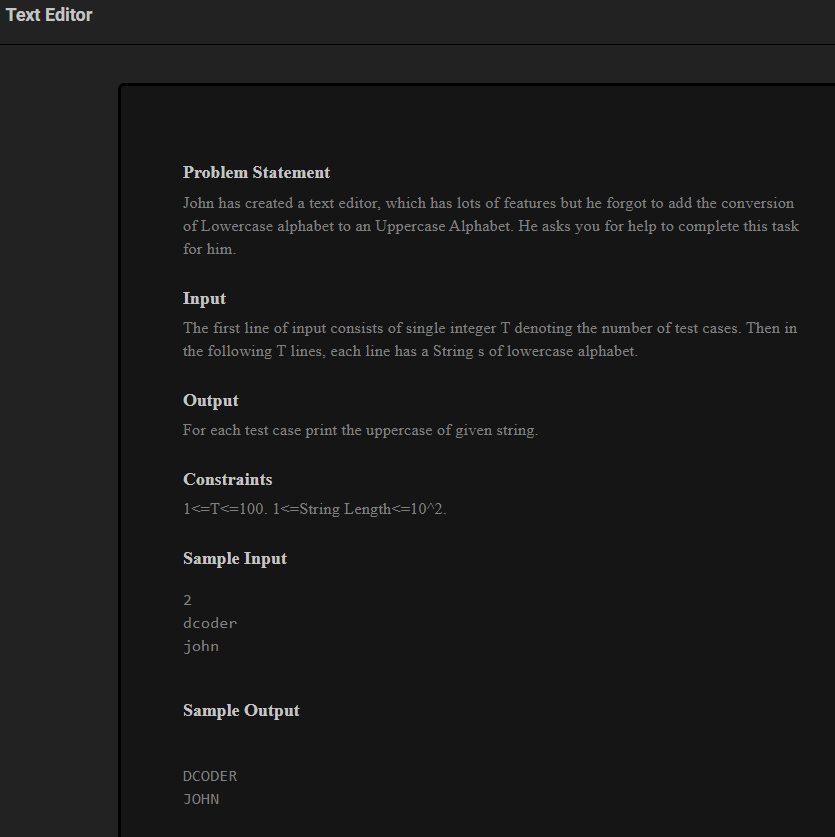 Text Editor
Problem Statement
John has created a text editor, which has lots of features but he forgot to add the conversion
of Lowercase alphabet to an Uppercase Alphabet. He asks you for help to complete this task
for him.
Input
The first line of input consists of single integer T denoting the number of test cases. Then in
the following T lines, each line has a String s of lowercase alphabet.
Output
For each test case print the uppercase of given string.
Constraints
1<=T<=100. 1<=String Length<=10^2.
Sample Input
2
dcoder
john
Sample Output
DCODER
JOHN